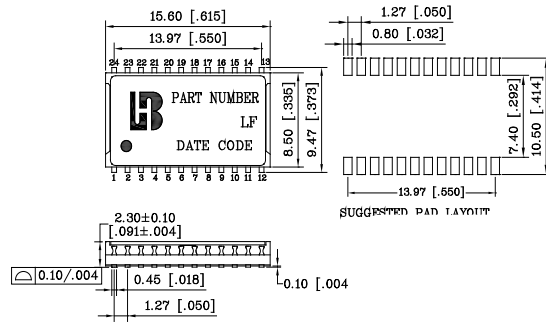 15.60 [.615]
13.97 [.550]
24 23 22 21 20 19 18 17 16 15 14 13
PART NUMBER
LF
DATE CODE
1 2 3 4 5 6 7 8 9 10 11 12
8.50 [.335]
9.47 [.373]
1.27 [.050]
0.80 [.032]
7.40 [.292]
10.50 [.414]
13.97 [.550]
SUGGESTED PAD LAYOUT
2.30±0.10
[.091±.004]
0.10/.004
0.45 [.018]
1.27 [.050]
0.10 [.004